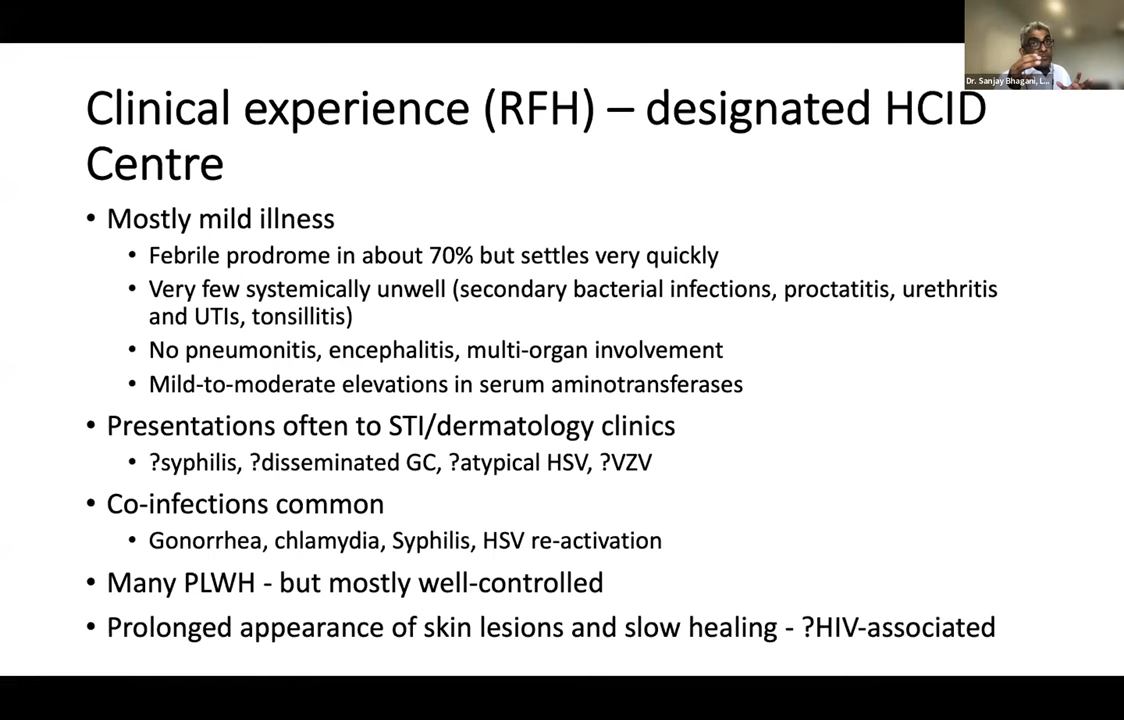 Dr. Sanjay Bhagani, L...
Clinical experience (RFH) – designated HCID
Centre
• Mostly mild illness
• Febrile prodrome in about 70% but settles very quickly
• Very few systemically unwell (secondary bacterial infections, proctatitis, urethritis
and UTIs, tonsillitis)
• No pneumonitis, encephalitis, multi-organ involvement
• Mild-to-moderate elevations in serum aminotransferases
• Presentations often to STI/dermatology clinics
• ?syphilis, ?disseminated GC, ?atypical HSV, ?VZV
• Co-infections common
• Gonorrhea, chlamydia, Syphilis, HSV re-activation
• Many PLWH - but mostly well-controlled
• Prolonged appearance of skin lesions and slow healing - ?HIV-associated